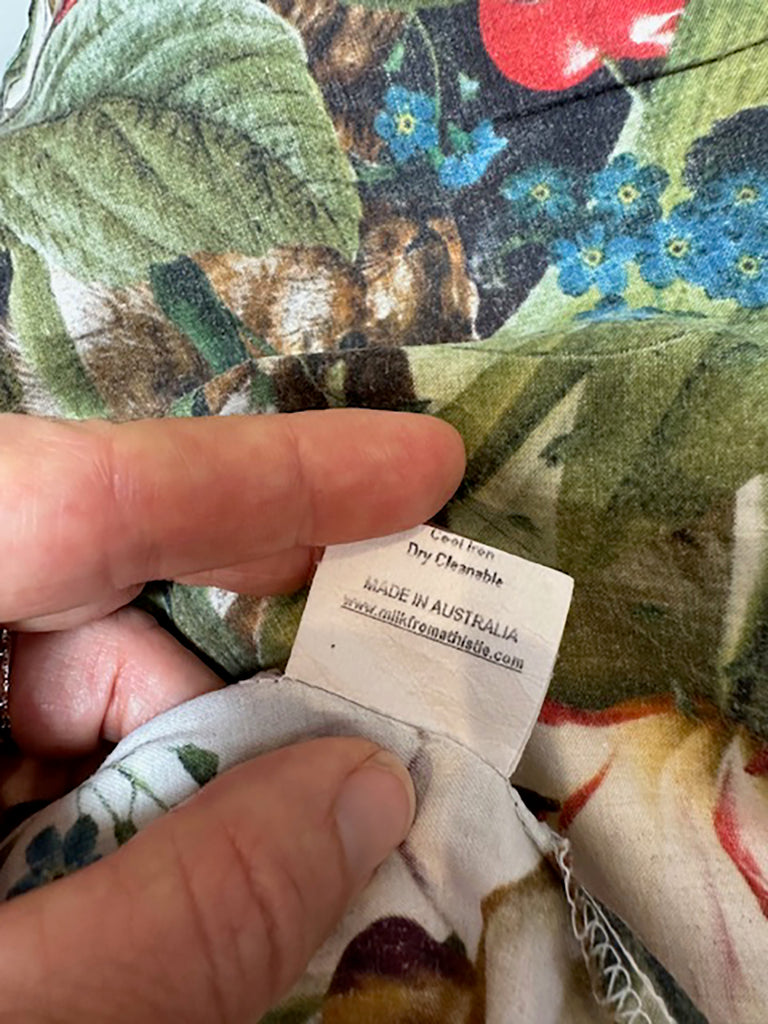 Cool Iron
Dry Cleanable
MADE IN AUSTRALIA
www.milkfromathistle.com